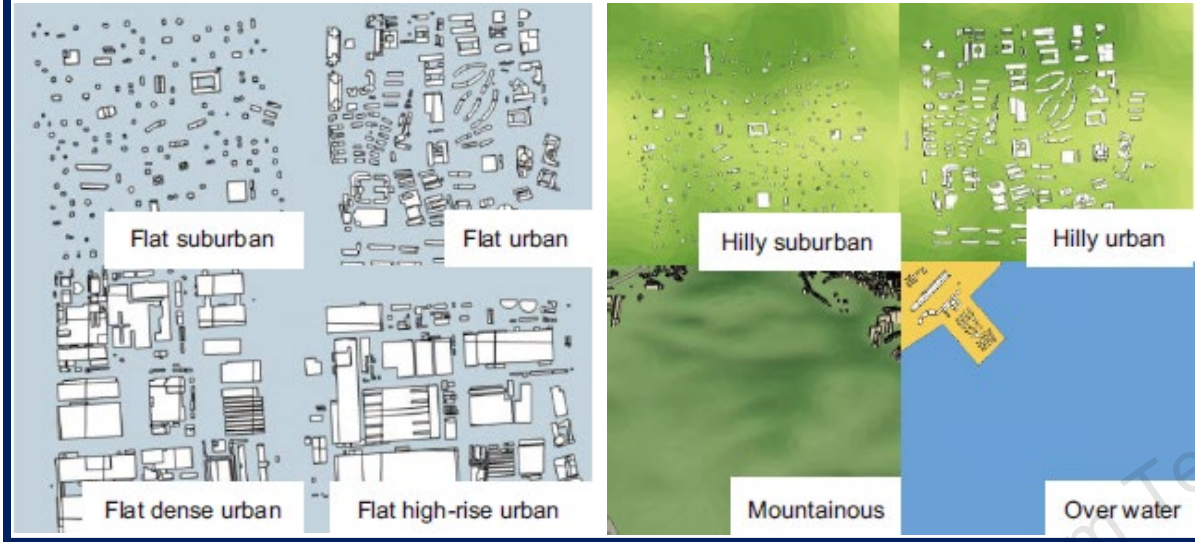 Flat suburban
Flat urban
Hilly suburban
Hilly urban
Flat dense urban
Flat high-rise urban
Mountainous
Over water